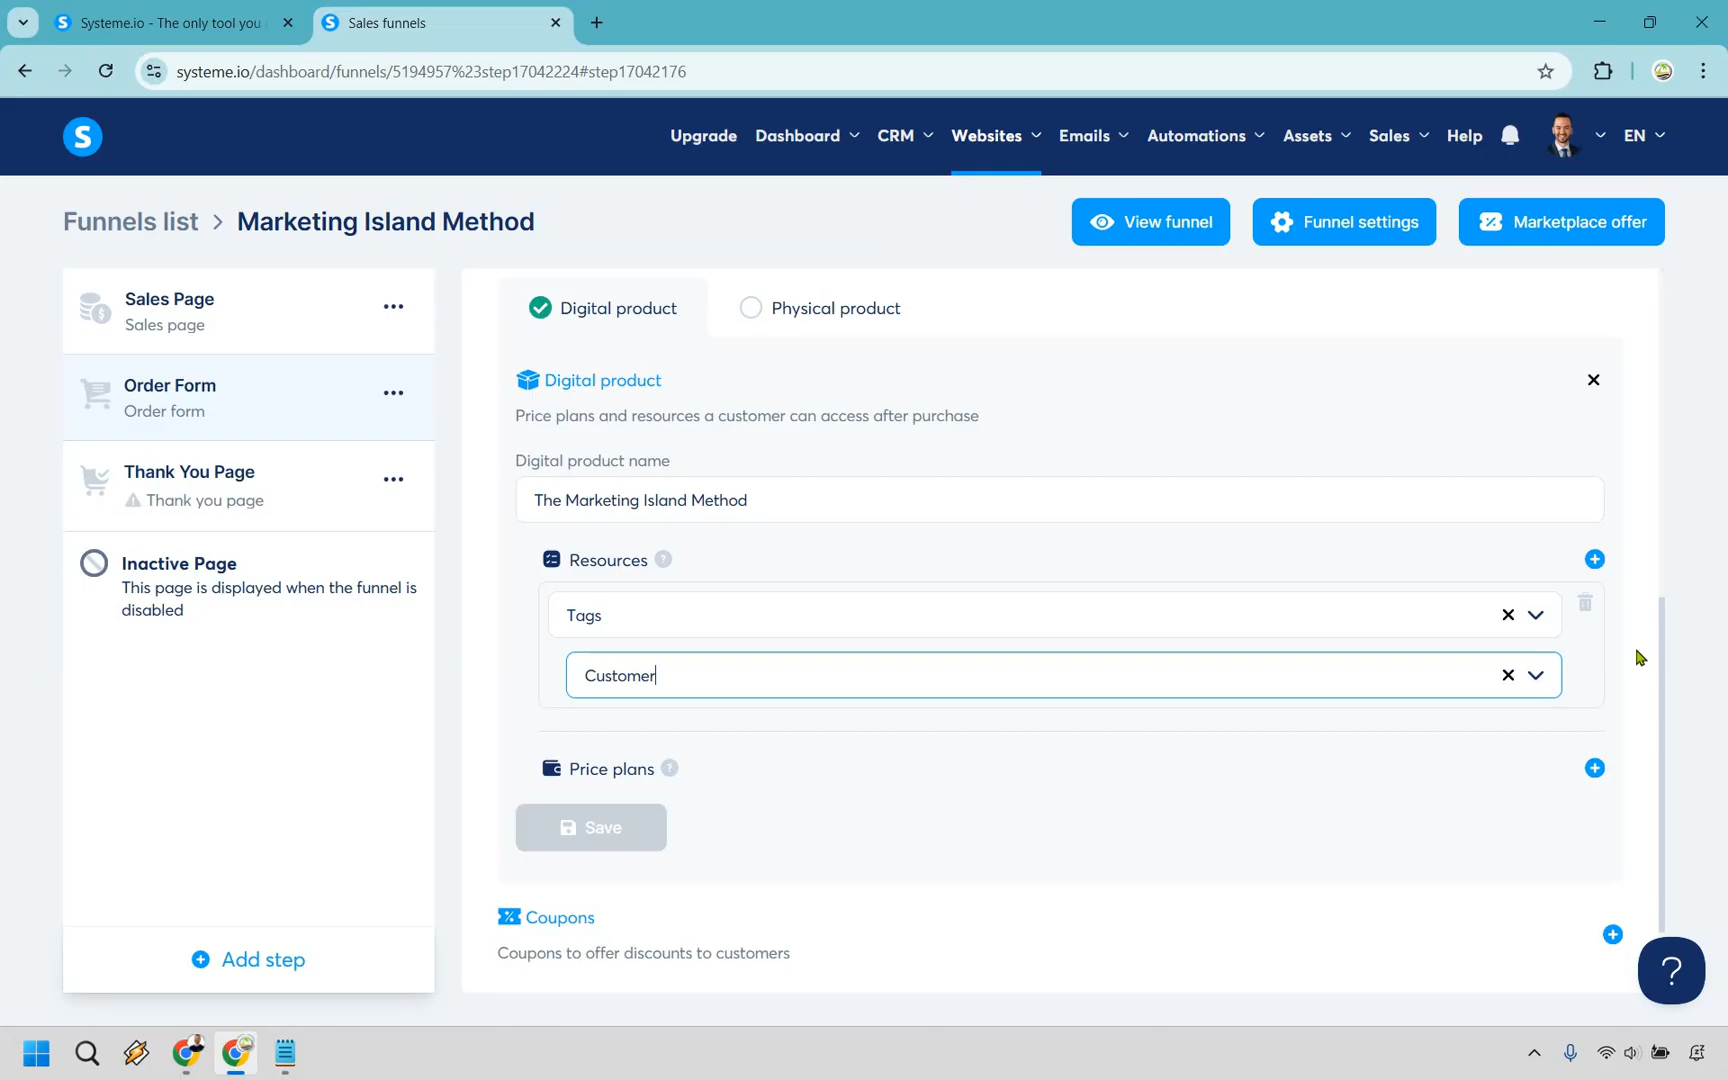 Systeme.io - The only tool you
Sales funnels
systeme.io/dashboard/funnels/5194957%23step17042224#step17042176
S
Upgrade
Dashboard
CRM
Websites
Emails
Automations
Assets
Sales
Help
EN
Funnels list > Marketing Island Method
View funnel
Funnel settings
Marketplace offer
Sales Page
Sales page
Order Form
Order form
Thank You Page
Thank you page
Inactive Page
This page is displayed when the funnel is
disabled
Add step
Digital product
Physical product
Digital product
Price plans and resources a customer can access after purchase
Digital product name
The Marketing Island Method
Resources ?
Tags
Customer
Price plans ?
Save
Coupons
Coupons to offer discounts to customers
?